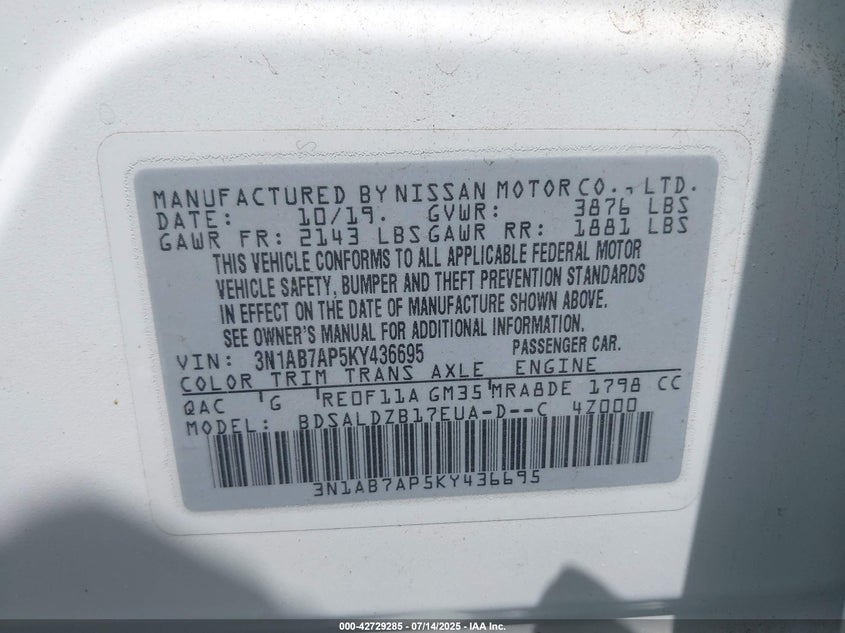 MANUFACTURED BY NISSAN MOTOR CO., LTD.
DATE: 10/19. GVWR: 3876 LBS
GAWR FR: 2143 LBS GAWR RR: 1881 LBS
THIS VEHICLE CONFORMS TO ALL APPLICABLE FEDERAL MOTOR
VEHICLE SAFETY, BUMPER AND THEFT PREVENTION STANDARDS
IN EFFECT ON THE DATE OF MANUFACTURE SHOWN ABOVE.
SEE OWNER'S MANUAL FOR ADDITIONAL INFORMATION.
VIN: 3N1AB7AP5KY436695 PASSENGER CAR.
COLOR TRIM TRANS AXLE ENGINE
QAC G RE0F11A GM35 MRA8DE 1798 CC
MODEL: BDSALDZB17EUA-D--C 4Z000
3N1AB7AP5KY436695
000-42729285 - 07/14/2025 - IAA Inc.